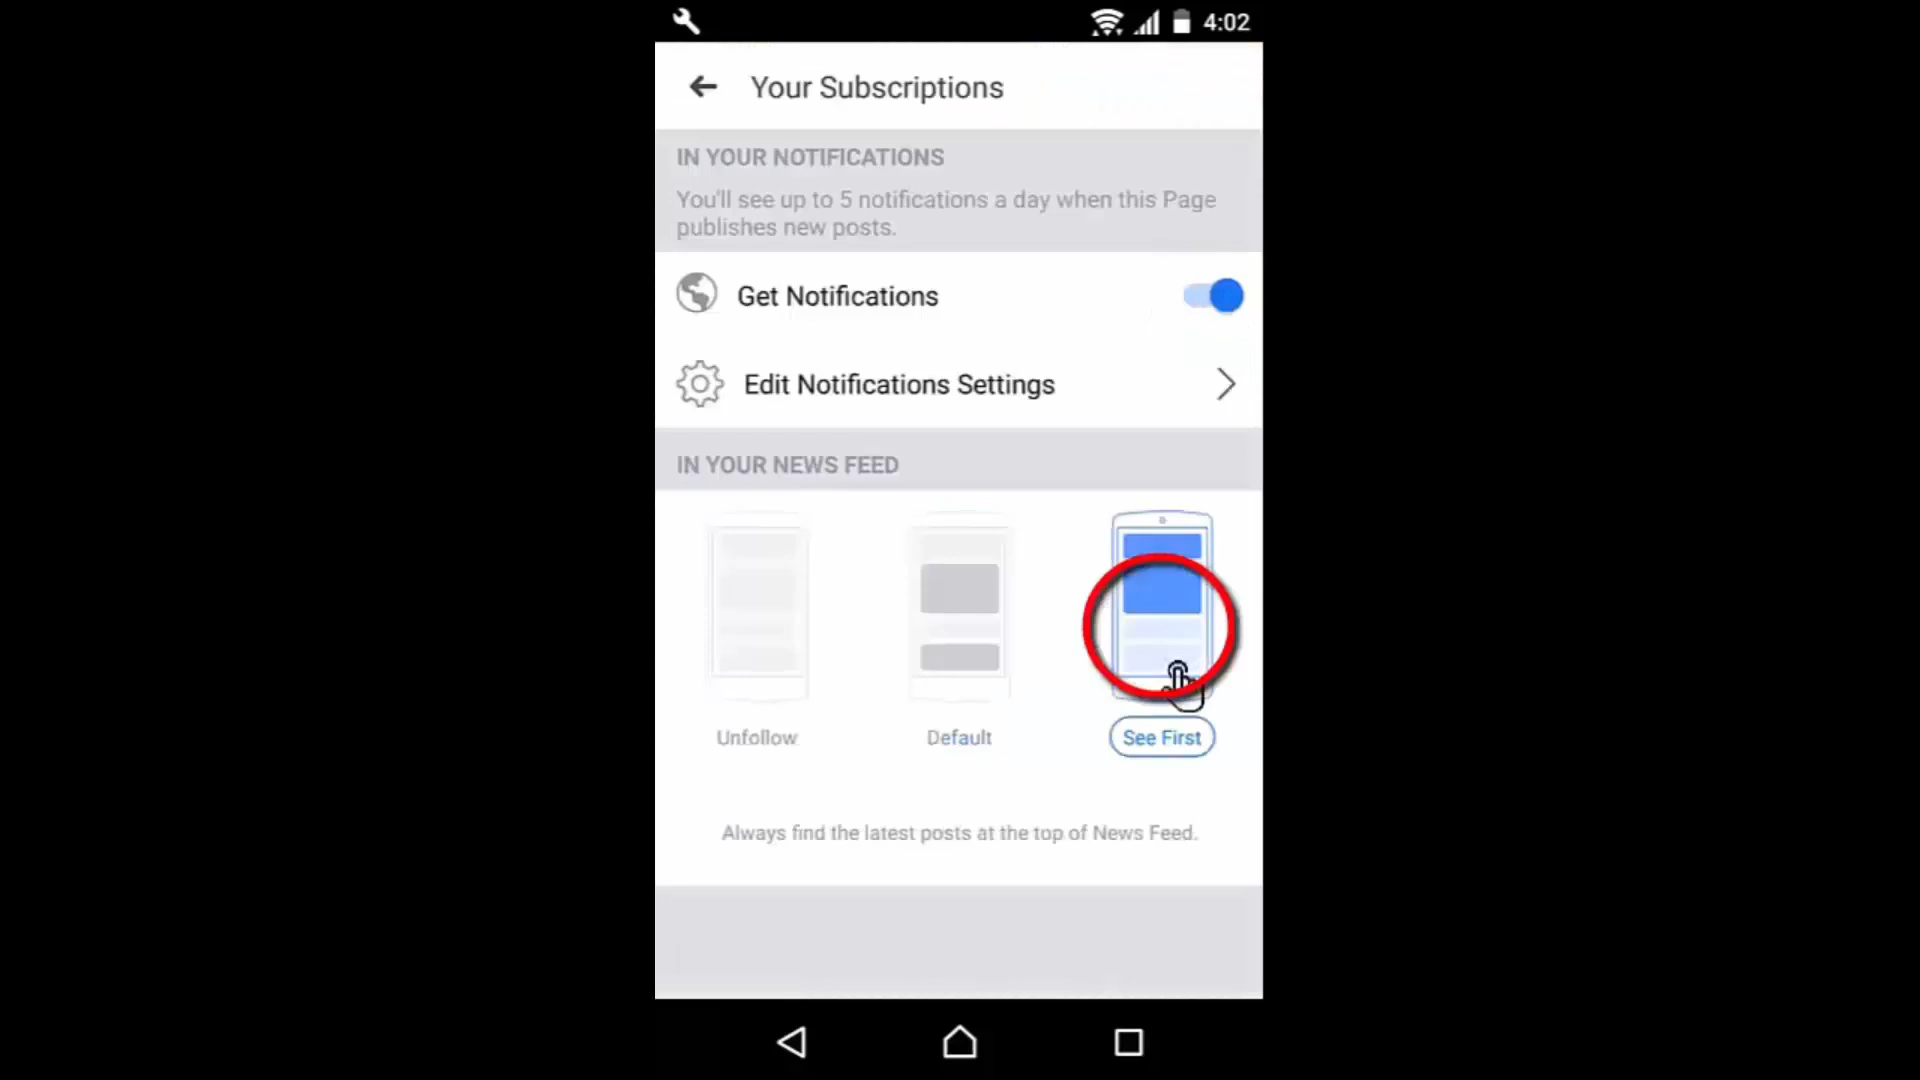 4:02
Your Subscriptions
IN YOUR NOTIFICATIONS
You'll see up to 5 notifications a day when this Page
publishes new posts.
Get Notifications
Edit Notifications Settings
IN YOUR NEWS FEED
Unfollow
Default
See First
Always find the latest posts at the top of News Feed.